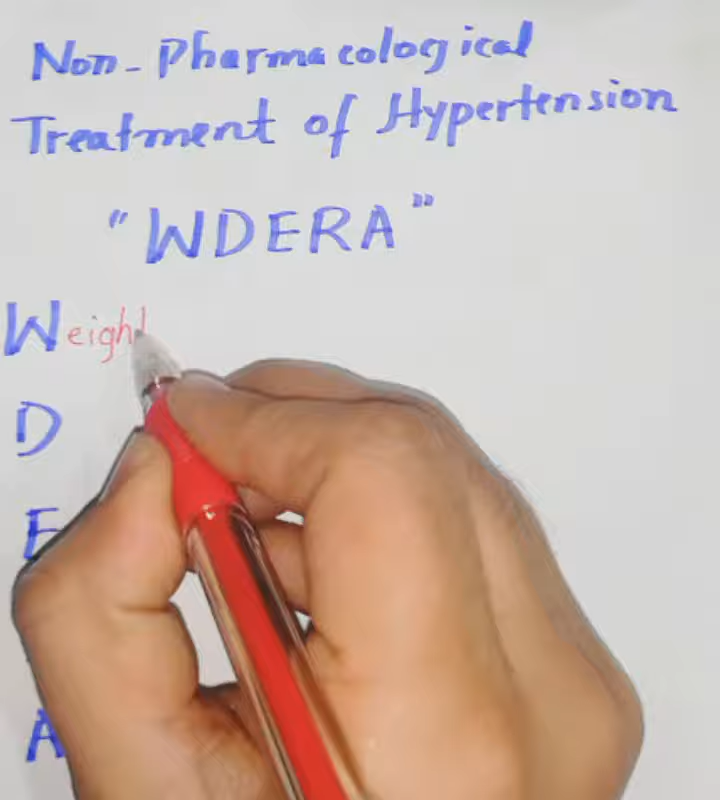 Non-Pharmacological
Treatment of Hypertension
"WDERA"
Weight
D
E
A